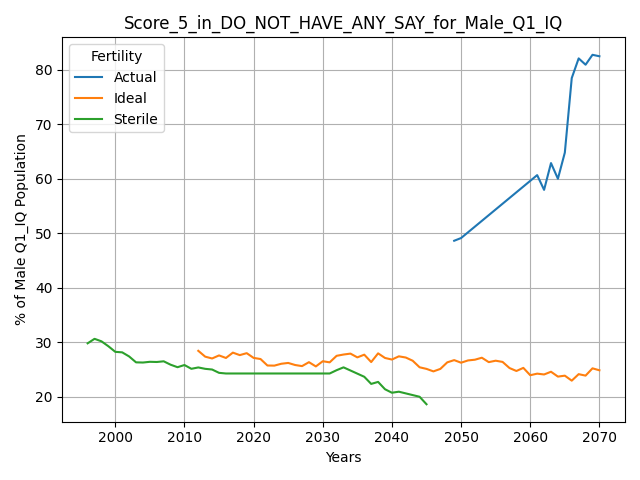 Score_5_in_DO_NOT_HAVE_ANY_SAY_for_Male_Q1_IQ
Fertility
Actual
Ideal
Sterile
% of Male Q1_IQ Population
80
70
60
50
40
30
20
2000 2010 2020 2030 2040 2050 2060 2070
Years